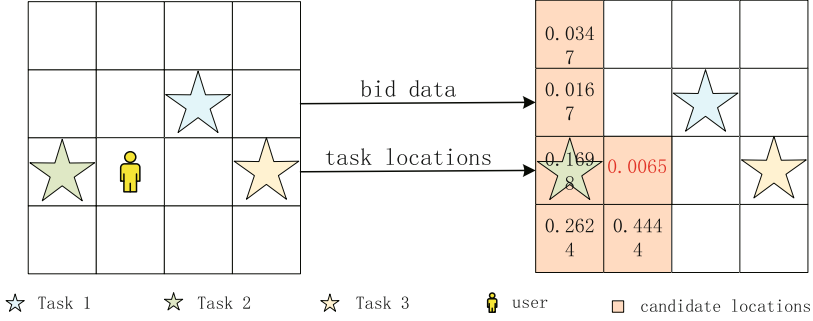 0.034
7
bid data
0.016
7
task locations
0.169
8
0.0065
0.262
4
0.444
4
Task 1
Task 2
Task 3
user
candidate locations